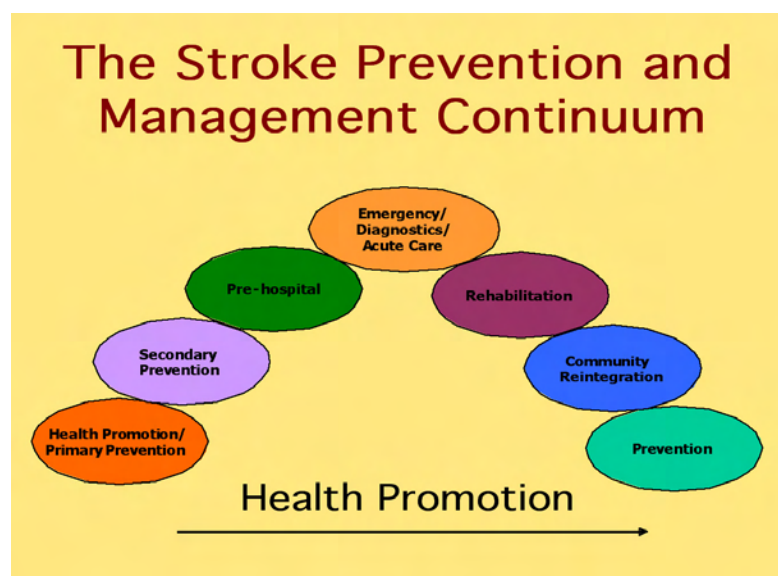 The Stroke Prevention and
Management Continuum
Emergency/
Diagnostics/
Acute Care
Pre-hospital
Rehabilitation
Secondary
Prevention
Community
Reintegration
Health Promotion/
Primary Prevention
Prevention
Health Promotion